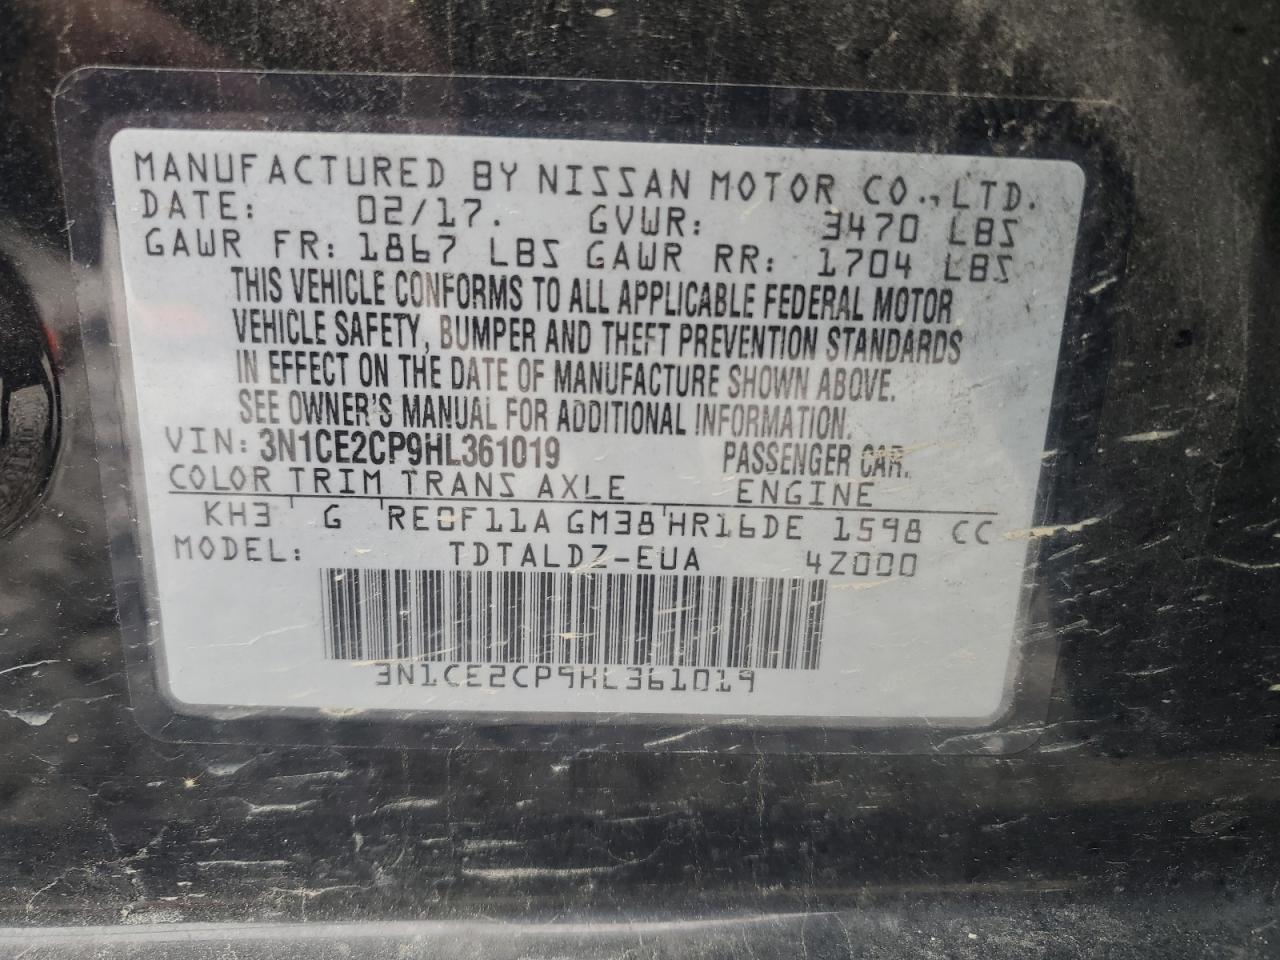 MANUFACTURED BY NISSAN MOTOR CO., LTD.
DATE: 02/17. GVWR: 3470 LBS
GAWR FR: 1867 LBS GAWR RR: 1704 LBS
THIS VEHICLE CONFORMS TO ALL APPLICABLE FEDERAL MOTOR
VEHICLE SAFETY, BUMPER AND THEFT PREVENTION STANDARDS
IN EFFECT ON THE DATE OF MANUFACTURE SHOWN ABOVE.
SEE OWNER'S MANUAL FOR ADDITIONAL INFORMATION.
VIN: 3N1CE2CP9HL361019 PASSENGER CAR.
COLOR TRIM TRANS AXLE ENGINE
KH3 G RE0F11A GM38 HR16DE 1598 CC
MODEL: TDTALDZ-EUA 4Z000
3N1CE2CP9HL361019